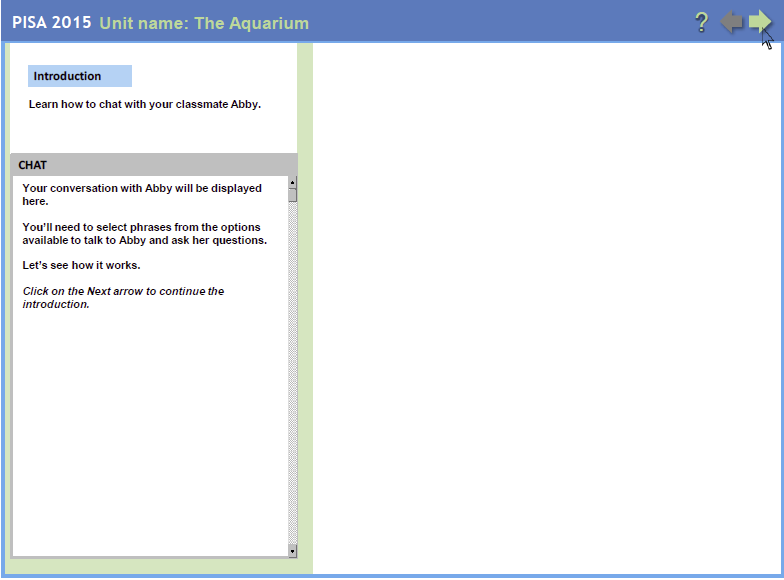 PISA 2015 Unit name: The Aquarium
?
Introduction
Learn how to chat with your classmate Abby.
CHAT
Your conversation with Abby will be displayed
here.
You'll need to select phrases from the options
available to talk to Abby and ask her questions.
Let's see how it works.
Click on the Next arrow to continue the
introduction.